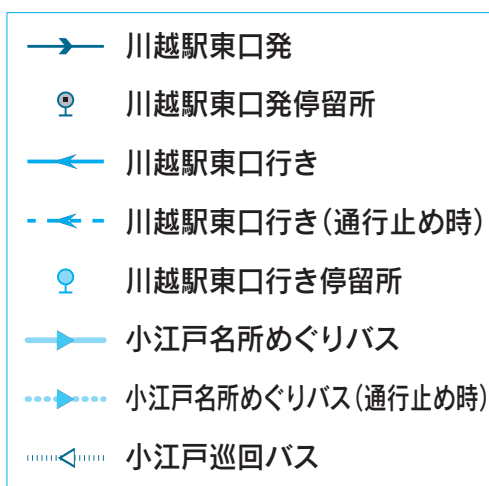 川越駅東口発
川越駅東口発停留所
川越駅東口行き
川越駅東口行き(通行止め時)
川越駅東口行き停留所
小江戸名所めぐりバス
小江戸名所めぐりバス(通行止め時)
小江戸巡回バス